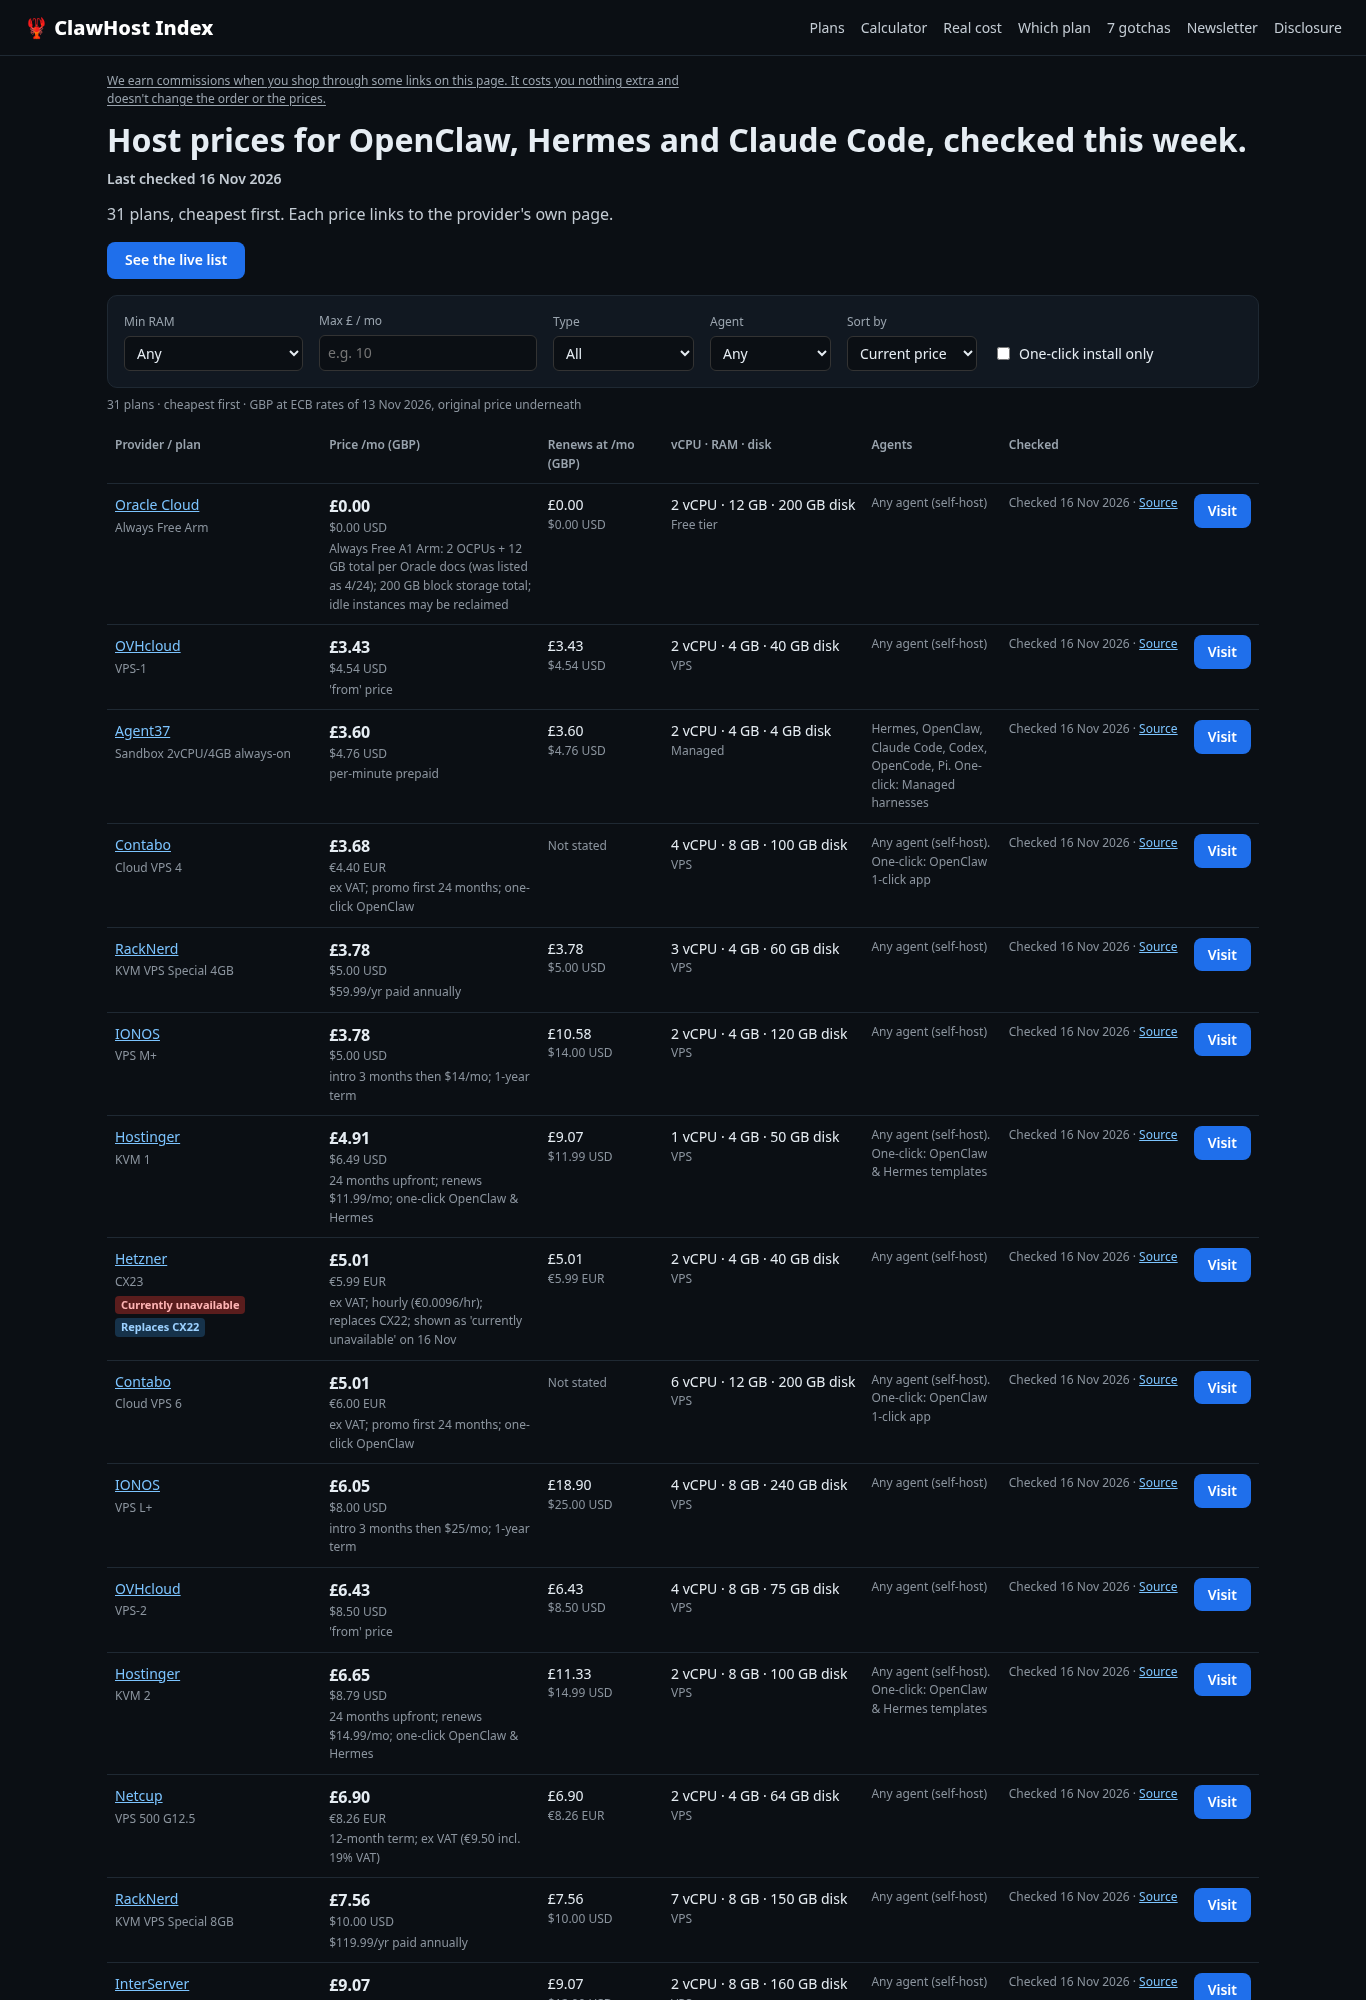 ClawHost Index
Plans Calculator Real cost Which plan 7 gotchas Newsletter Disclosure
We earn commissions when you shop through some links on this page. It costs you nothing extra and
doesn't change the order or the prices.
Host prices for OpenClaw, Hermes and Claude Code, checked this week.
Last checked 16 Nov 2026
31 plans, cheapest first. Each price links to the provider's own page.
See the live list
Min RAM Max £ / mo Type Agent Sort by
Any e.g. 10 All Any Current price One-click install only
31 plans · cheapest first · GBP at ECB rates of 13 Nov 2026, original price underneath
Provider / plan Price /mo (GBP) Renews at /mo (GBP) vCPU · RAM · disk Agents Checked
Oracle Cloud £0.00 £0.00 2 vCPU · 12 GB · 200 GB disk Any agent (self-host) Checked 16 Nov 2026 · Source Visit
Always Free Arm $0.00 USD $0.00 USD Free tier
Always Free A1 Arm: 2 OCPUs + 12
GB total per Oracle docs (was listed
as 4/24); 200 GB block storage total;
idle instances may be reclaimed
OVHcloud £3.43 £3.43 2 vCPU · 4 GB · 40 GB disk Any agent (self-host) Checked 16 Nov 2026 · Source Visit
VPS-1 $4.54 USD $4.54 USD VPS
'from' price
Agent37 £3.60 £3.60 2 vCPU · 4 GB · 4 GB disk Hermes, OpenClaw, Checked 16 Nov 2026 · Source Visit
Sandbox 2vCPU/4GB always-on $4.76 USD $4.76 USD Managed Claude Code, Codex,
per-minute prepaid OpenCode, Pi. One-
click: Managed
harnesses
Contabo £3.68 Not stated 4 vCPU · 8 GB · 100 GB disk Any agent (self-host). Checked 16 Nov 2026 · Source Visit
Cloud VPS 4 €4.40 EUR VPS One-click: OpenClaw
ex VAT; promo first 24 months; one- 1-click app
click OpenClaw
RackNerd £3.78 £3.78 3 vCPU · 4 GB · 60 GB disk Any agent (self-host) Checked 16 Nov 2026 · Source Visit
KVM VPS Special 4GB $5.00 USD $5.00 USD VPS
$59.99/yr paid annually
IONOS £3.78 £10.58 2 vCPU · 4 GB · 120 GB disk Any agent (self-host) Checked 16 Nov 2026 · Source Visit
VPS M+ $5.00 USD $14.00 USD VPS
intro 3 months then $14/mo; 1-year
term
Hostinger £4.91 £9.07 1 vCPU · 4 GB · 50 GB disk Any agent (self-host). Checked 16 Nov 2026 · Source Visit
KVM 1 $6.49 USD $11.99 USD VPS One-click: OpenClaw
24 months upfront; renews & Hermes templates
$11.99/mo; one-click OpenClaw &
Hermes
Hetzner £5.01 £5.01 2 vCPU · 4 GB · 40 GB disk Any agent (self-host) Checked 16 Nov 2026 · Source Visit
CX23 €5.99 EUR €5.99 EUR VPS
Currently unavailable ex VAT; hourly (€0.0096/hr);
Replaces CX22 replaces CX22; shown as 'currently
unavailable' on 16 Nov
Contabo £5.01 Not stated 6 vCPU · 12 GB · 200 GB disk Any agent (self-host). Checked 16 Nov 2026 · Source Visit
Cloud VPS 6 €6.00 EUR VPS One-click: OpenClaw
ex VAT; promo first 24 months; one- 1-click app
click OpenClaw
IONOS £6.05 £18.90 4 vCPU · 8 GB · 240 GB disk Any agent (self-host) Checked 16 Nov 2026 · Source Visit
VPS L+ $8.00 USD $25.00 USD VPS
intro 3 months then $25/mo; 1-year
term
OVHcloud £6.43 £6.43 4 vCPU · 8 GB · 75 GB disk Any agent (self-host) Checked 16 Nov 2026 · Source Visit
VPS-2 $8.50 USD $8.50 USD VPS
'from' price
Hostinger £6.65 £11.33 2 vCPU · 8 GB · 100 GB disk Any agent (self-host). Checked 16 Nov 2026 · Source Visit
KVM 2 $8.79 USD $14.99 USD VPS One-click: OpenClaw
24 months upfront; renews & Hermes templates
$14.99/mo; one-click OpenClaw &
Hermes
Netcup £6.90 £6.90 2 vCPU · 4 GB · 64 GB disk Any agent (self-host) Checked 16 Nov 2026 · Source Visit
VPS 500 G12.5 €8.26 EUR €8.26 EUR VPS
12-month term; ex VAT (€9.50 incl.
19% VAT)
RackNerd £7.56 £7.56 7 vCPU · 8 GB · 150 GB disk Any agent (self-host) Checked 16 Nov 2026 · Source Visit
KVM VPS Special 8GB $10.00 USD $10.00 USD VPS
$119.99/yr paid annually
InterServer £9.07 £9.07 2 vCPU · 8 GB · 160 GB disk Any agent (self-host) Checked 16 Nov 2026 · Source Visit